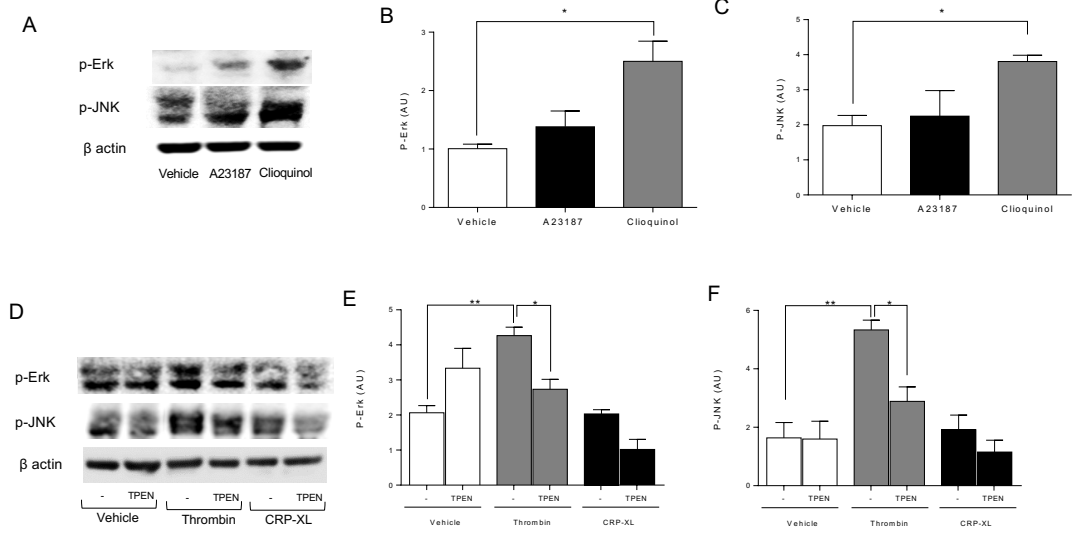 A
p-Erk
p-JNK
β actin
Vehicle A23187 Clioquinol
B
*
P-Erk (AU)
3
2
1
0
Vehicle A23187 Clioquinol
C
*
P-JNK (AU)
5
4
3
2
1
0
Vehicle A23187 Clioquinol
D
p-Erk
p-JNK
β actin
- TPEN - TPEN - TPEN
Vehicle Thrombin CRP-XL
E
** *
P-Erk (AU)
5
4
3
2
1
0
- TPEN - TPEN - TPEN
Vehicle Thrombin CRP-XL
F
** *
P-JNK (AU)
6
4
2
0
- TPEN - TPEN - TPEN
Vehicle Thrombin CRP-XL